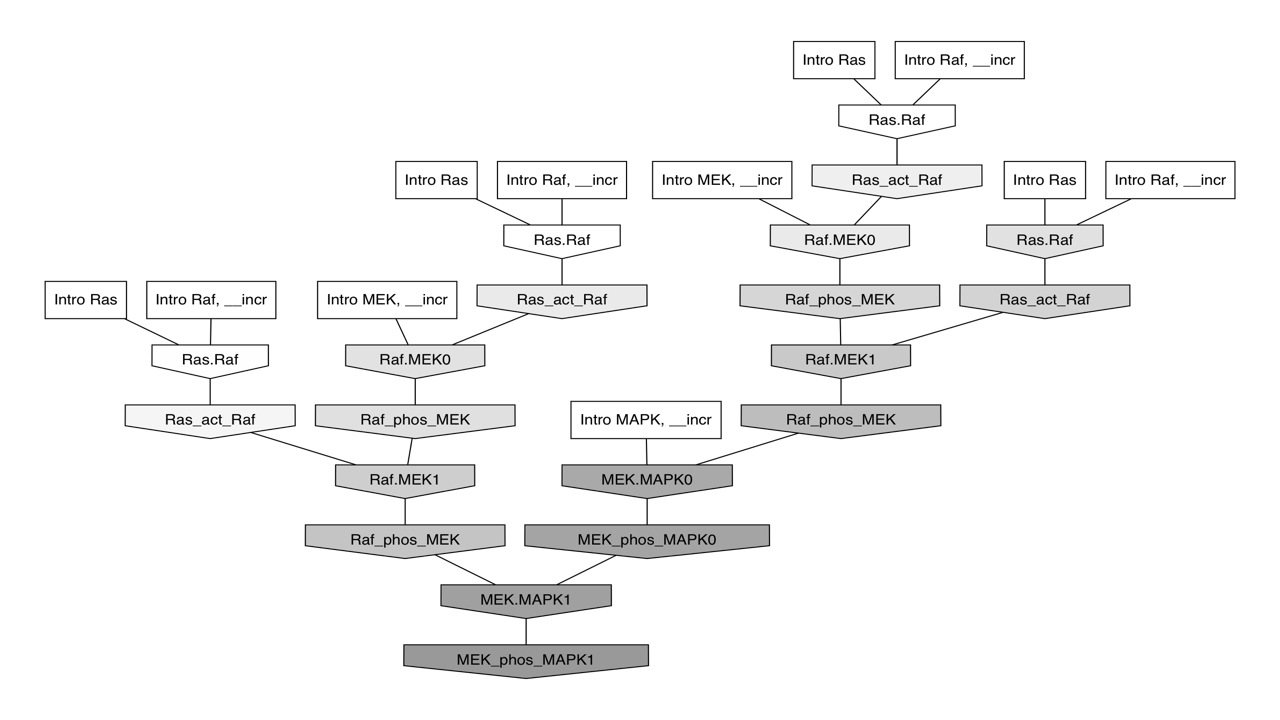 Intro Ras
Intro Raf, __incr
Ras.Raf
Intro Ras
Intro Raf, __incr
Intro MEK, __incr
Ras_act_Raf
Intro Ras
Intro Raf, __incr
Ras.Raf
Raf.MEK0
Ras.Raf
Intro Ras
Intro Raf, __incr
Intro MEK, __incr
Ras_act_Raf
Raf_phos_MEK
Ras_act_Raf
Ras.Raf
Raf.MEK0
Raf.MEK1
Ras_act_Raf
Raf_phos_MEK
Intro MAPK, __incr
Raf_phos_MEK
Raf.MEK1
MEK.MAPK0
Raf_phos_MEK
MEK_phos_MAPK0
MEK.MAPK1
MEK_phos_MAPK1